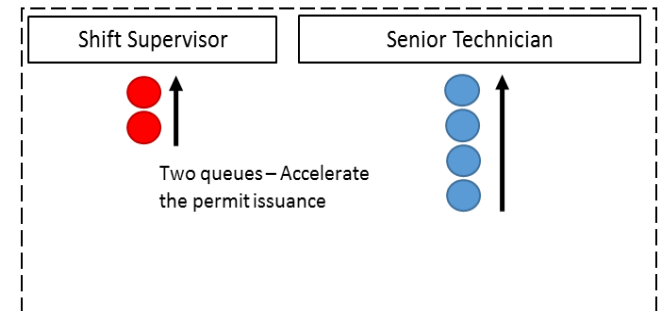 Shift Supervisor
Senior Technician
Two queues – Accelerate
the permit issuance